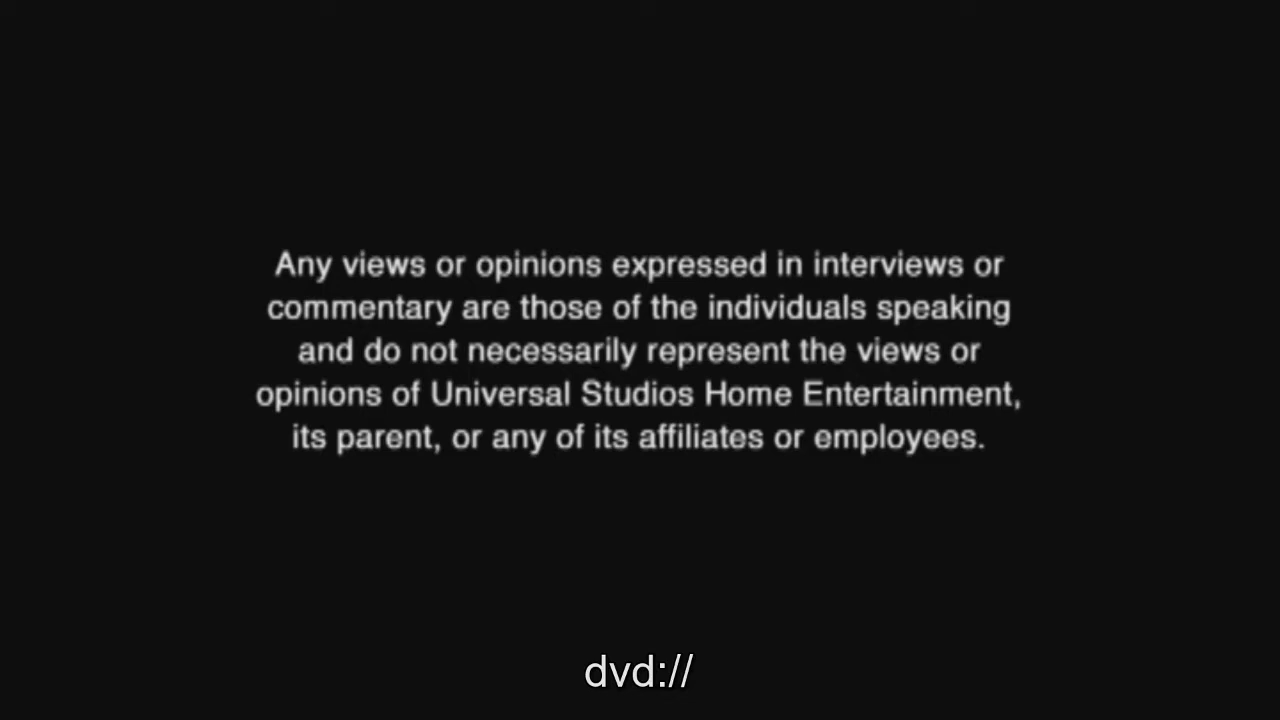 Any views or opinions expressed in interviews or
commentary are those of the individuals speaking
and do not necessarily represent the views or
opinions of Universal Studios Home Entertainment,
its parent, or any of its affiliates or employees.
dvd://